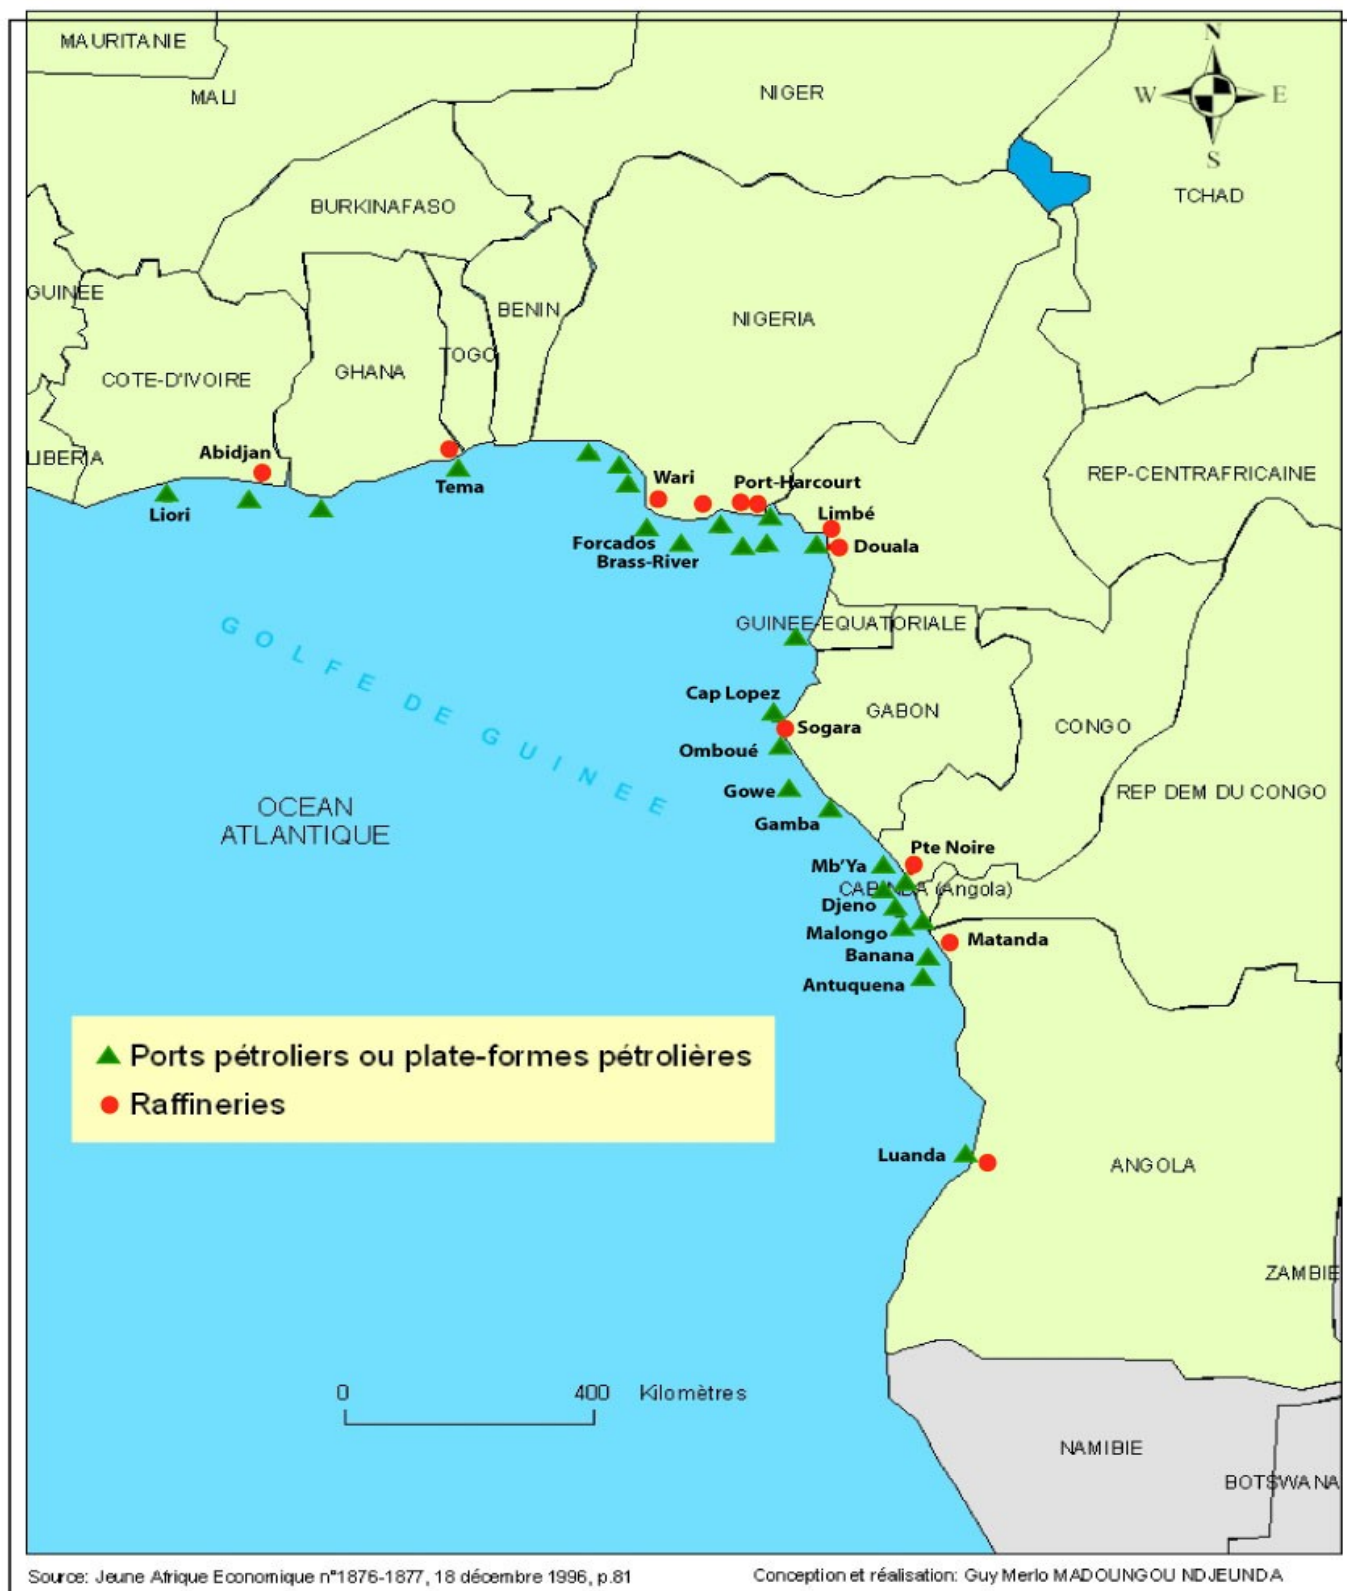 MAURITANIE
MALI
NIGER
N
W
E
S
TCHAD
BURKINAFASO
GUINEE
BENIN
NIGERIA
TOGO
GHANA
COTE-D'IVOIRE
LIBERIA
REP-CENTRAFRICAINE
Abidjan
Liori
Tema
Wari
Port-Harcourt
Limbé
Douala
Forcados
Brass-River
GUINEE-EQUATORIALE
GOLFE DE GUINEE
Cap Lopez
GABON
Sogara
CONGO
Omboué
Gowe
REP DEM DU CONGO
OCEAN
ATLANTIQUE
Gamba
Pte Noire
Mb'Ya
CABINDA (Angola)
Djeno
Malongo
Matanda
Banana
Antuquena
Ports pétroliers ou plate-formes pétrolières
Raffineries
Luanda
ANGOLA
ZAMBIE
0 400 Kilomètres
NAMIBIE
BOTSWANA
Source: Jeune Afrique Economique n°1876-1877, 18 décembre 1996, p.81
Conception et réalisation: Guy Merlo MADOUNGOU NDJEUNDA